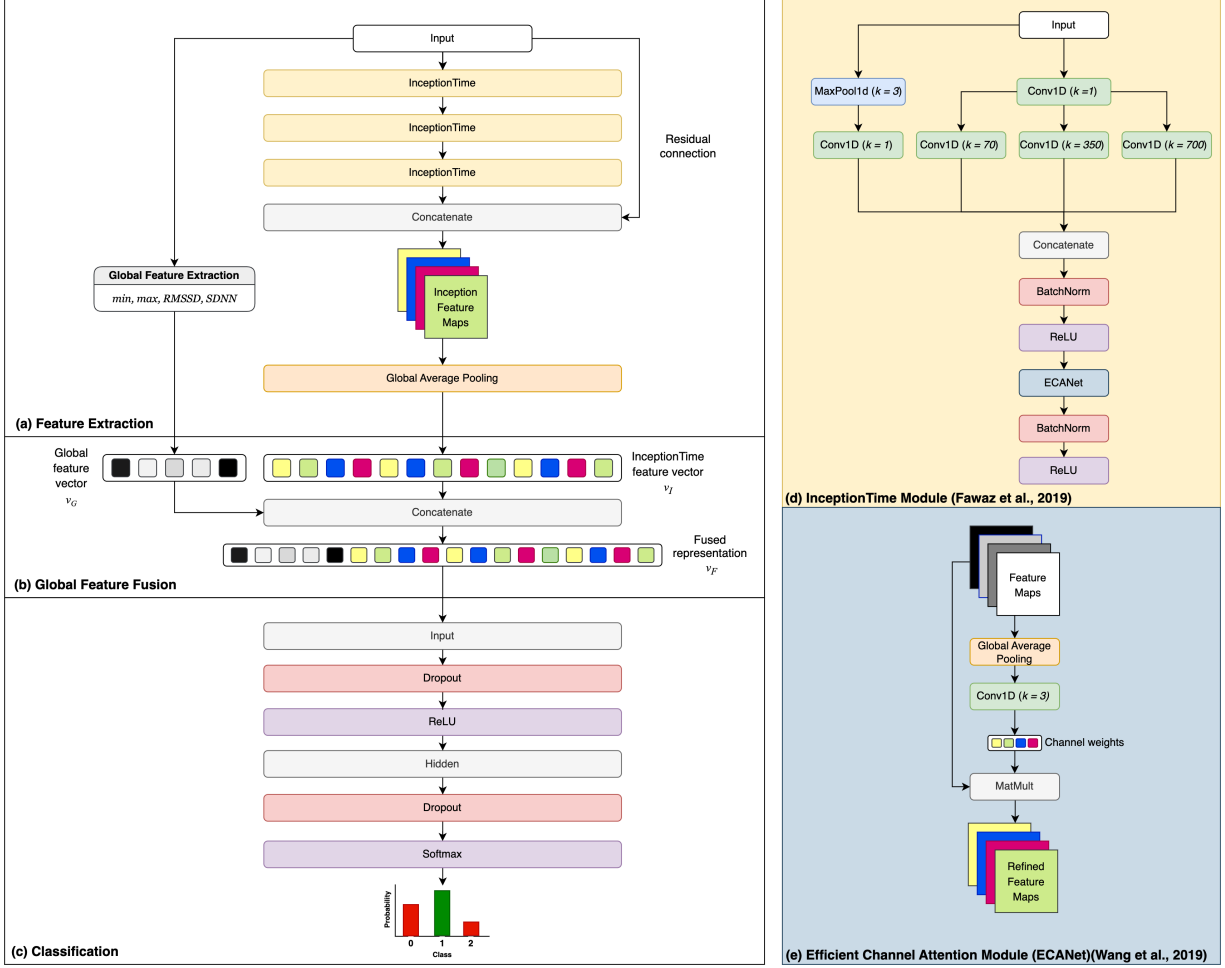 Input
InceptionTime
InceptionTime
InceptionTime
Residual
connection
Concatenate
Global Feature Extraction
min, max, RMSSD, SDNN
Inception
Feature
Maps
Global Average Pooling
(a) Feature Extraction
Global
feature
vector
v_G
InceptionTime
feature vector
v_I
Concatenate
Fused
representation
v_F
(b) Global Feature Fusion
Input
Dropout
ReLU
Hidden
Dropout
Softmax
Probability
0 1 2
Class
(c) Classification
Input
MaxPool1d (k = 3)
Conv1D (k =1)
Conv1D (k = 1)
Conv1D (k = 70)
Conv1D (k = 350)
Conv1D (k = 700)
Concatenate
BatchNorm
ReLU
ECANet
BatchNorm
ReLU
(d) InceptionTime Module (Fawaz et al., 2019)
Feature
Maps
Global Average
Pooling
Conv1D (k = 3)
Channel weights
MatMult
Refined
Feature
Maps
(e) Efficient Channel Attention Module (ECANet)(Wang et al., 2019)